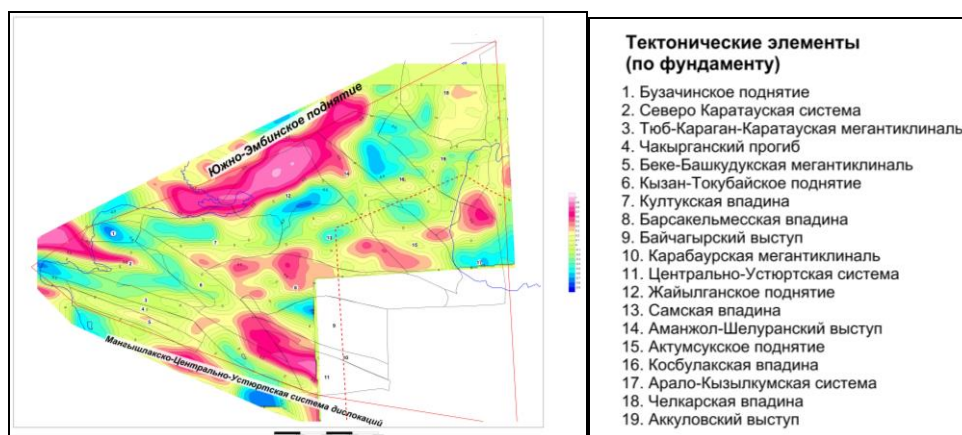 Южно-Эмбинское поднятие
Мангышлакско-Центрально-Устюртская система дислокаций
Тектонические элементы
(по фундаменту)
1. Бузачинское поднятие
2. Северо Каратауская система
3. Тюб-Караган-Каратауская мегантиклиналь
4. Чакырганский прогиб
5. Беке-Башкудукская мегантиклиналь
6. Кызан-Токубайское поднятие
7. Култукская впадина
8. Барсакельмесская впадина
9. Байчагырский выступ
10. Карабаурская мегантиклиналь
11. Центрально-Устюртская система
12. Жайылганское поднятие
13. Самская впадина
14. Аманжол-Шелуранский выступ
15. Актумсукское поднятие
16. Косбулакская впадина
17. Арало-Кызылкумская система
18. Челкарская впадина
19. Аккуловский выступ